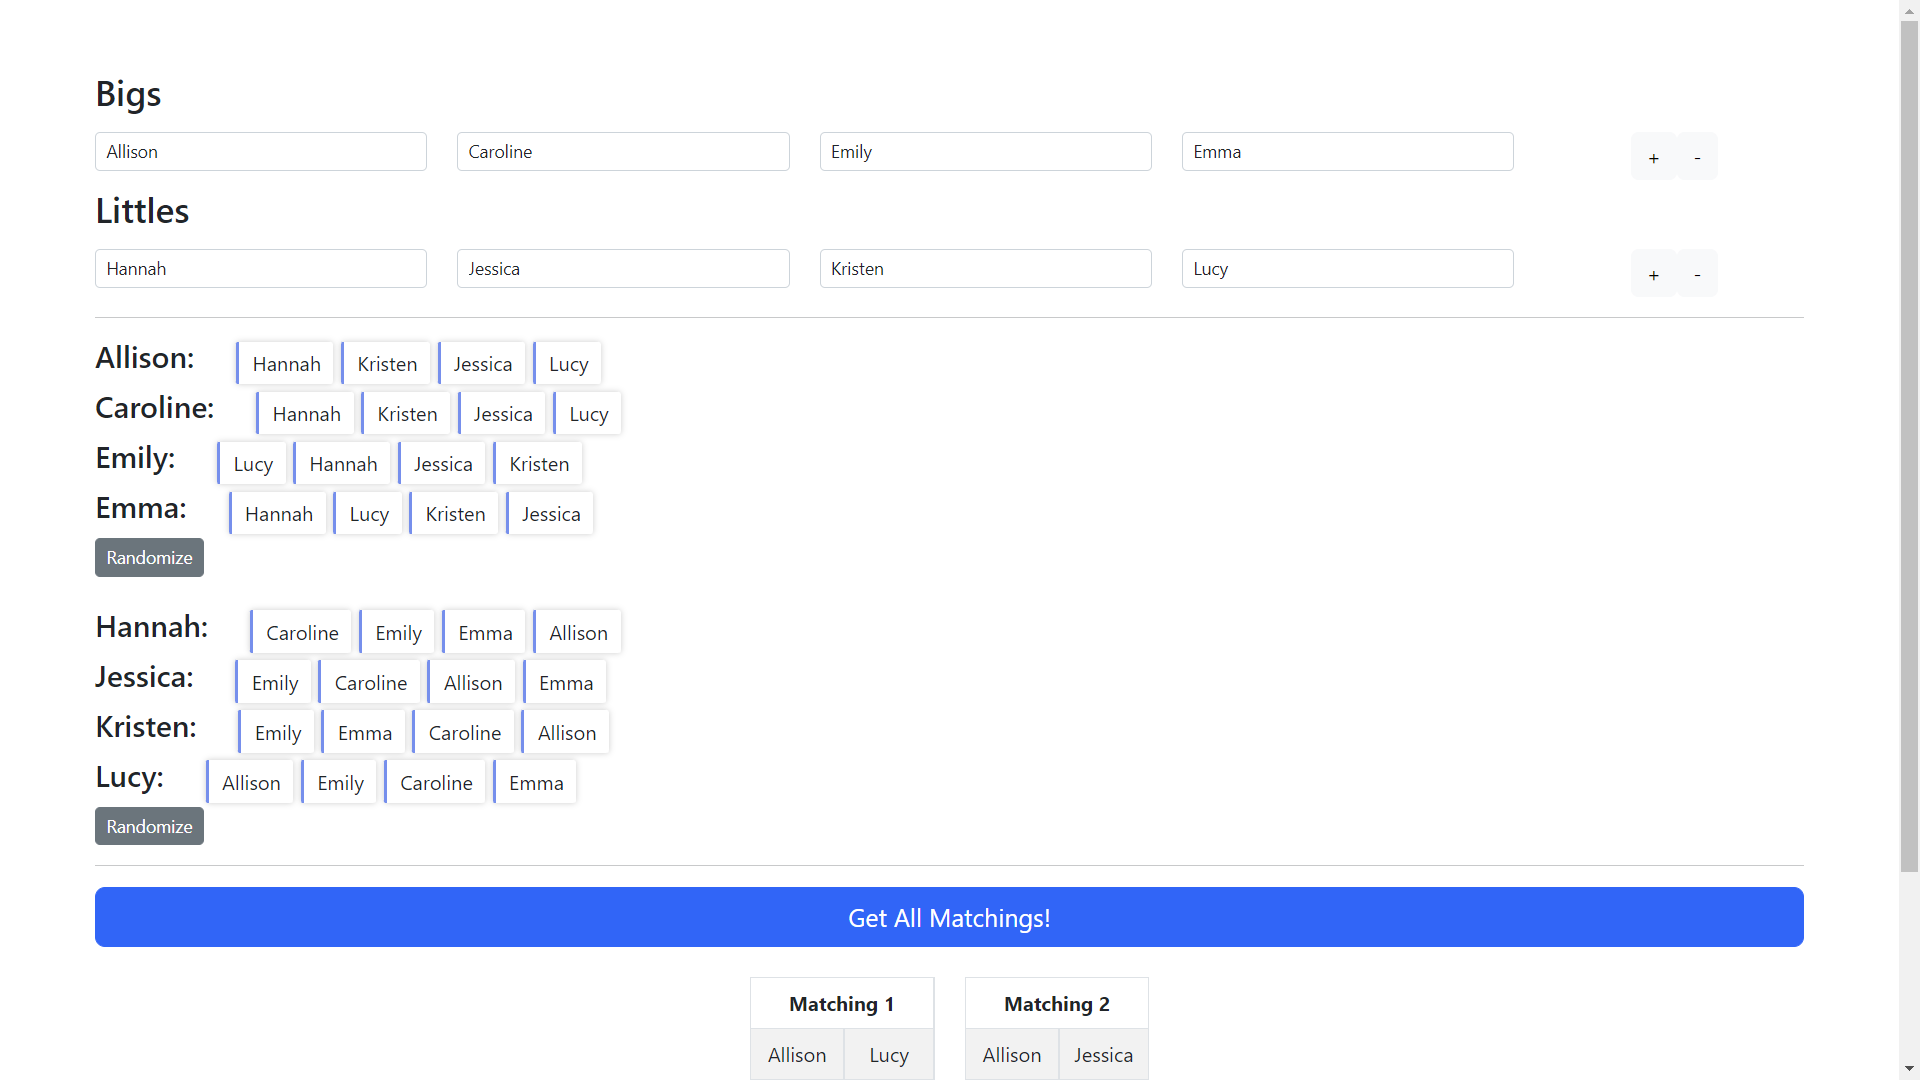 Bigs
Allison Caroline Emily Emma + -
Littles
Hannah Jessica Kristen Lucy + -
Allison: Hannah Kristen Jessica Lucy
Caroline: Hannah Kristen Jessica Lucy
Emily: Lucy Hannah Jessica Kristen
Emma: Hannah Lucy Kristen Jessica
Randomize
Hannah: Caroline Emily Emma Allison
Jessica: Emily Caroline Allison Emma
Kristen: Emily Emma Caroline Allison
Lucy: Allison Emily Caroline Emma
Randomize
Get All Matchings!
Matching 1 Matching 2
Allison Lucy Allison Jessica